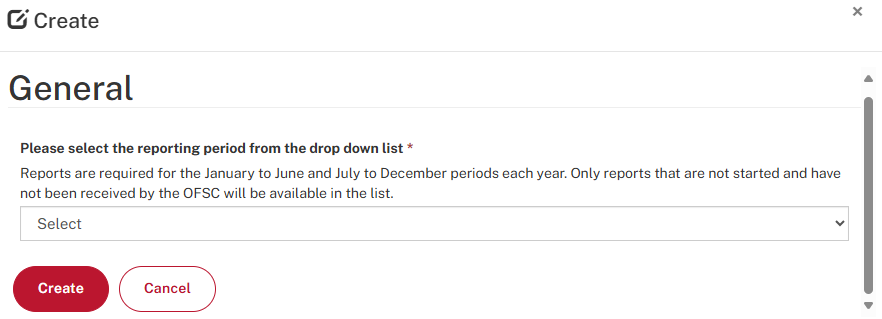 Create
×
General
Please select the reporting period from the drop down list *
Reports are required for the January to June and July to December periods each year. Only reports that are not started and have
not been received by the OFSC will be available in the list.
Select
Create
Cancel